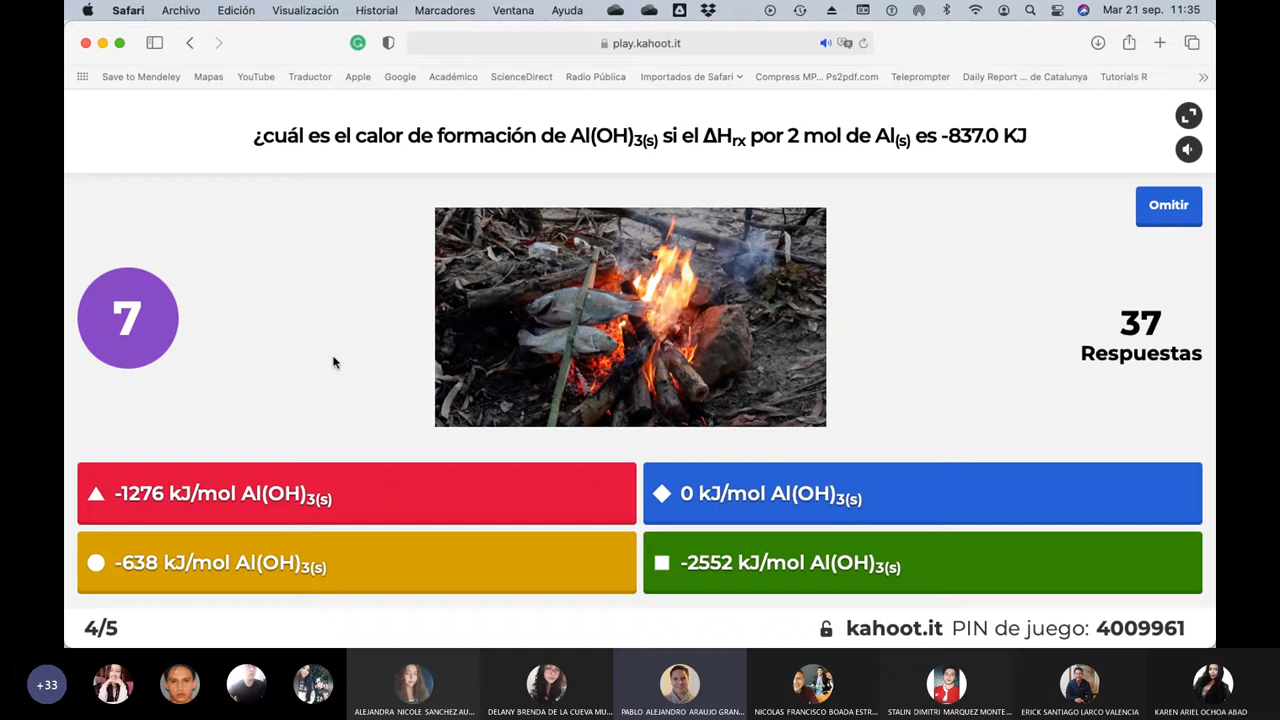 Safari Archivo Edición Visualización Historial Marcadores Ventana Ayuda Mar 21 sep. 11:35
play.kahoot.it
Save to Mendeley Mapas YouTube Traductor Apple Google Académico ScienceDirect Radio Pública Importados de Safari Compress MP... Ps2pdf.com Teleprompter Daily Report ... de Catalunya Tutorials R
¿cuál es el calor de formación de Al(OH)3(s) si el ΔHrx por 2 mol de Al(s) es -837.0 KJ
Omitir
7
37
Respuestas
-1276 kJ/mol Al(OH)3(s)
0 kJ/mol Al(OH)3(s)
-638 kJ/mol Al(OH)3(s)
-2552 kJ/mol Al(OH)3(s)
4/5
kahoot.it PIN de juego: 4009961
+33
ALEJANDRA NICOLE SANCHEZ AU... DELANY BRENDA DE LA CUEVA MU... PABLO ALEJANDRO ARAUJO GRAN... NICOLAS FRANCISCO BOADA ESTR... STALIN DIMITRI MARQUEZ MONTE... ERICK SANTIAGO LARCO VALENCIA KAREN ARIEL OCHOA ABAD